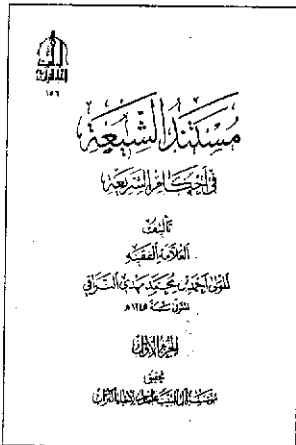 ١٥٦
مستند الشيعة
في أحكام الشريعة
تأليف
العلامة الفقيه
المولى أحمد بن محمد مهدي النراقي
المتوفى سنة ١٢٤٥ هـ
الجزء الأول
تحقيق
مؤسسة آل البيت عليهم السلام لإحياء التراث